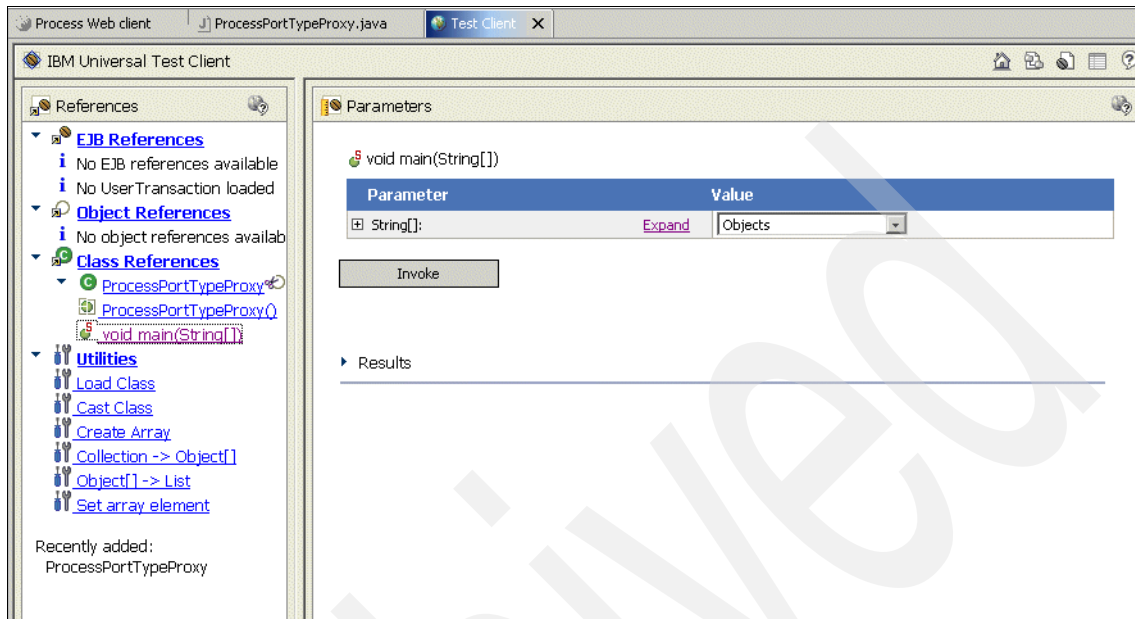 Process Web client
ProcessPortTypeProxy.java
Test Client X
IBM Universal Test Client
References
EJB References
No EJB references available
No UserTransaction loaded
Object References
No object references availab
Class References
ProcessPortTypeProxy
ProcessPortTypeProxy()
void main(String[])
Utilities
Load Class
Cast Class
Create Array
Collection -> Object[]
Object[] -> List
Set array element
Recently added:
ProcessPortTypeProxy
Parameters
void main(String[])
Parameter Value
String[]: Expand Objects
Invoke
Results
hived